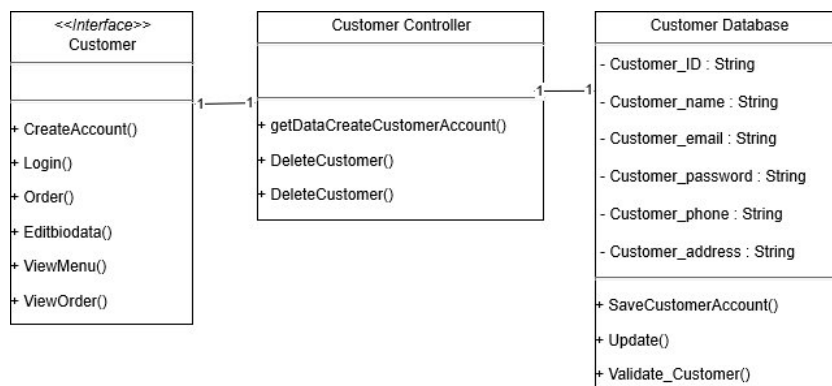 <<Interface>>
Customer
+ CreateAccount()
+ Login()
+ Order()
+ Editbiodata()
+ ViewMenu()
+ ViewOrder()
1
1
Customer Controller
+ getDataCreateCustomerAccount()
+ DeleteCustomer()
+ DeleteCustomer()
1
1
Customer Database
- Customer_ID : String
- Customer_name : String
- Customer_email : String
- Customer_password : String
- Customer_phone : String
- Customer_address : String
+ SaveCustomerAccount()
+ Update()
+ Validate_Customer()